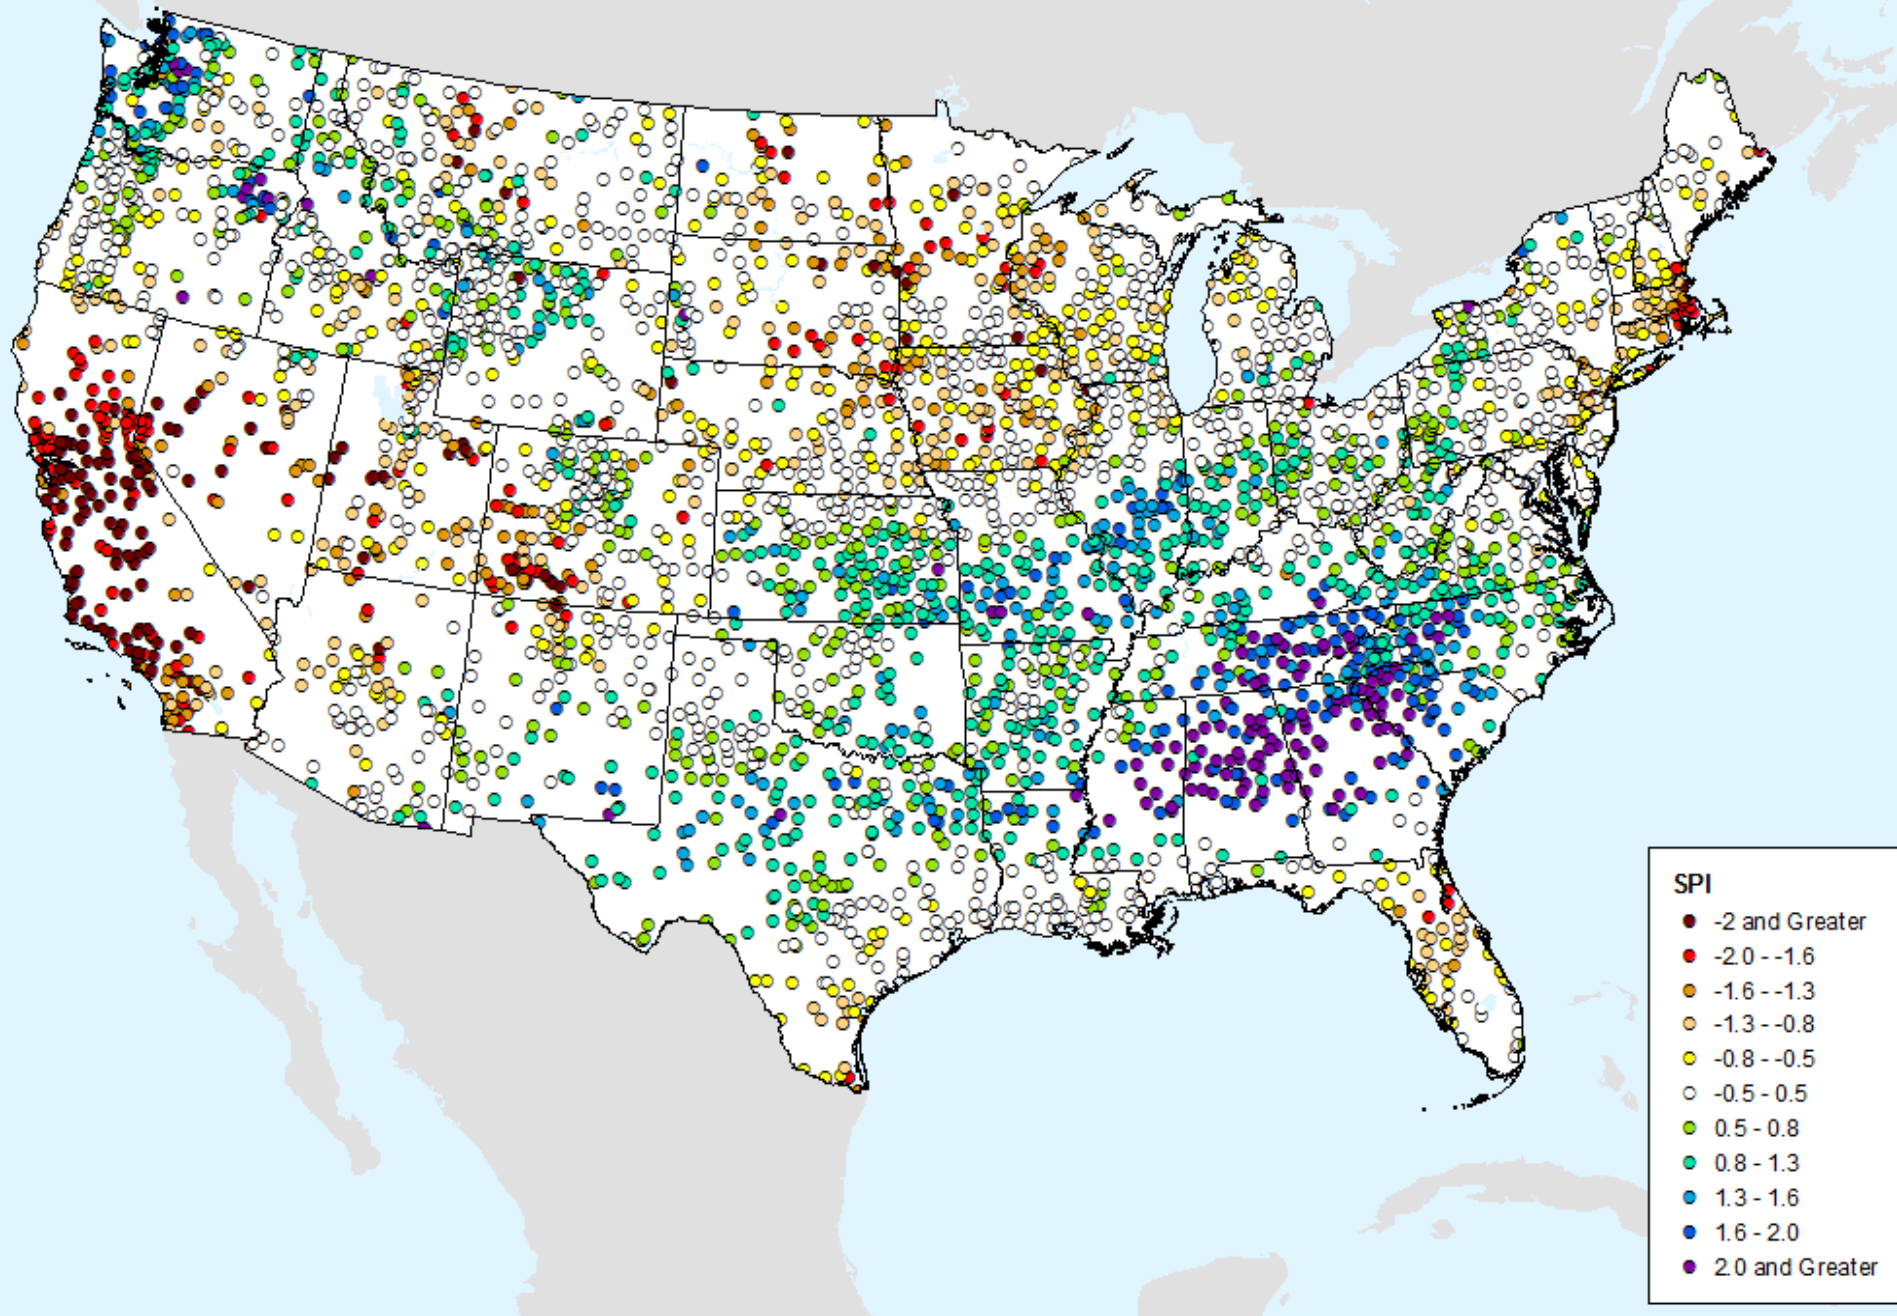 SPI
-2 and Greater
-2.0 - -1.6
-1.6 - -1.3
-1.3 - -0.8
-0.8 - -0.5
-0.5 - 0.5
0.5 - 0.8
0.8 - 1.3
1.3 - 1.6
1.6 - 2.0
2.0 and Greater